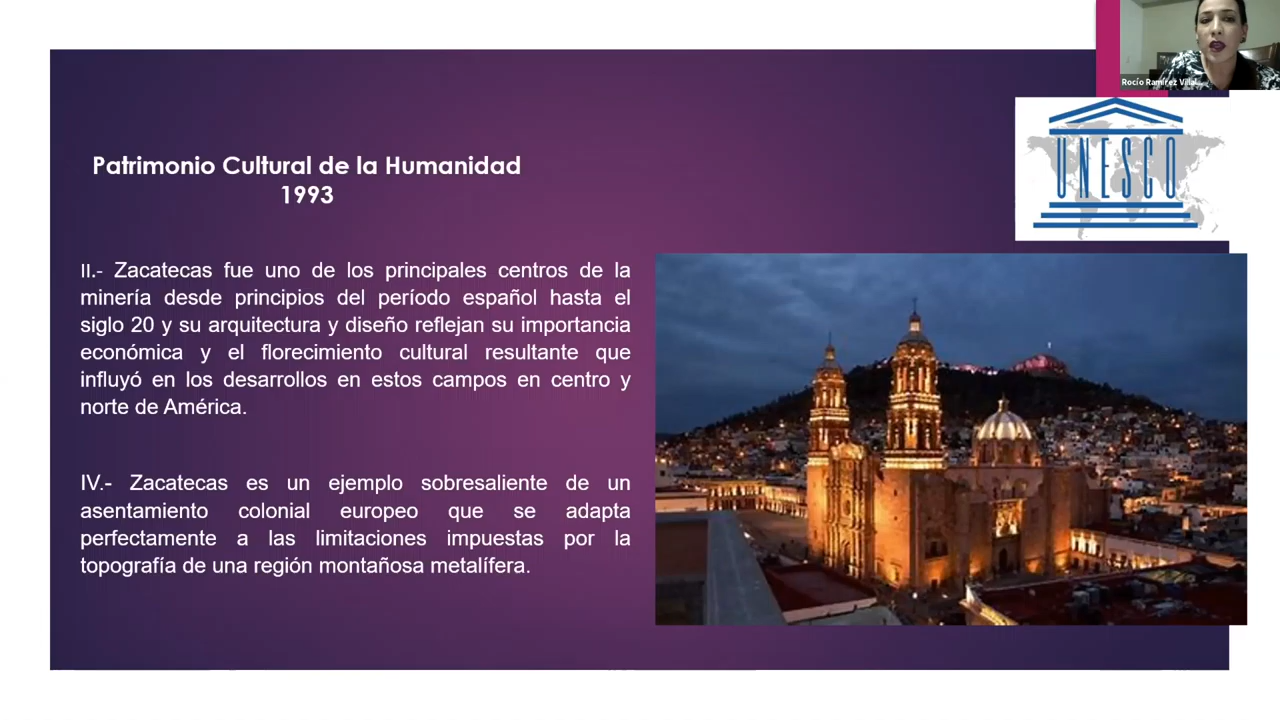 Rocío Ramírez Villal
UNESCO
Patrimonio Cultural de la Humanidad
1993
II.- Zacatecas fue uno de los principales centros de la
minería desde principios del período español hasta el
siglo 20 y su arquitectura y diseño reflejan su importancia
económica y el florecimiento cultural resultante que
influyó en los desarrollos en estos campos en centro y
norte de América.
IV.- Zacatecas es un ejemplo sobresaliente de un
asentamiento colonial europeo que se adapta
perfectamente a las limitaciones impuestas por la
topografía de una región montañosa metalífera.